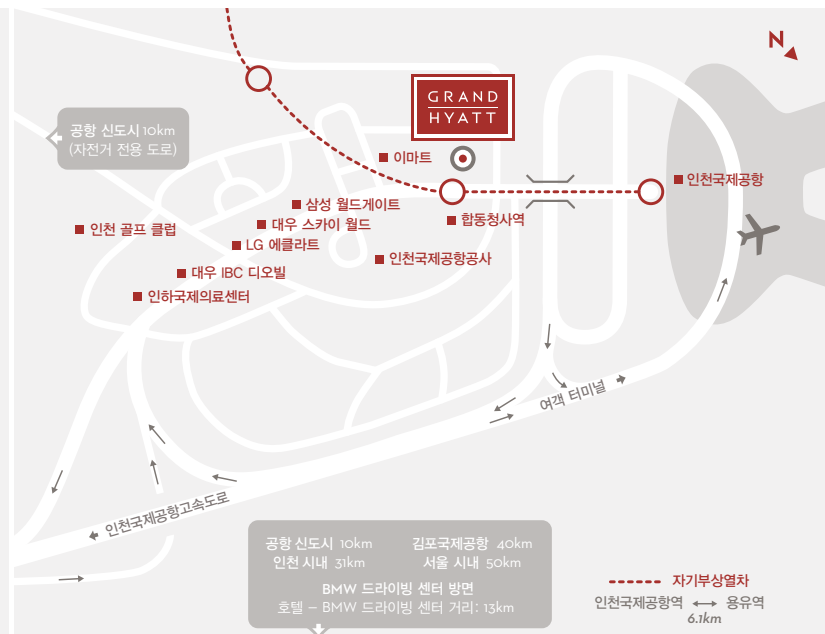 N
GRAND
HYATT
공항 신도시 10km
(자전거 전용 도로)
이마트
인천국제공항
삼성 월드게이트
합동청사역
대우 스카이 월드
인천 골프 클럽
LG 에클라트
인천국제공항공사
대우 IBC 디오빌
인하국제의료센터
여객 터미널
인천국제공항고속도로
공항 신도시 10km
김포국제공항 40km
인천 시내 31km
서울 시내 50km
BMW 드라이빙 센터 방면
호텔 – BMW 드라이빙 센터 거리: 13km
자기부상열차
인천국제공항역 ↔ 용유역
6.1km